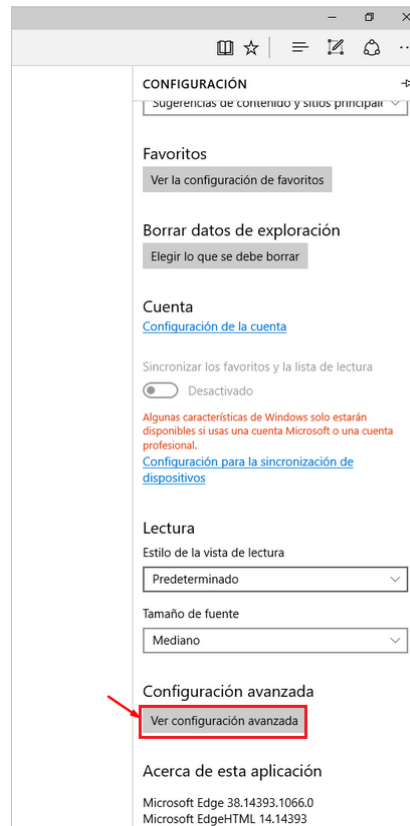 CONFIGURACIÓN
Sugerencias de contenido y sitios principale
Favoritos
Ver la configuración de favoritos
Borrar datos de exploración
Elegir lo que se debe borrar
Cuenta
Configuración de la cuenta
Sincronizar los favoritos y la lista de lectura
Desactivado
Algunas características de Windows solo estarán
disponibles si usas una cuenta Microsoft o una cuenta
profesional.
Configuración para la sincronización de
dispositivos
Lectura
Estilo de la vista de lectura
Predeterminado
Tamaño de fuente
Mediano
Configuración avanzada
Ver configuración avanzada
Acerca de esta aplicación
Microsoft Edge 38.14393.1066.0
Microsoft EdgeHTML 14.14393